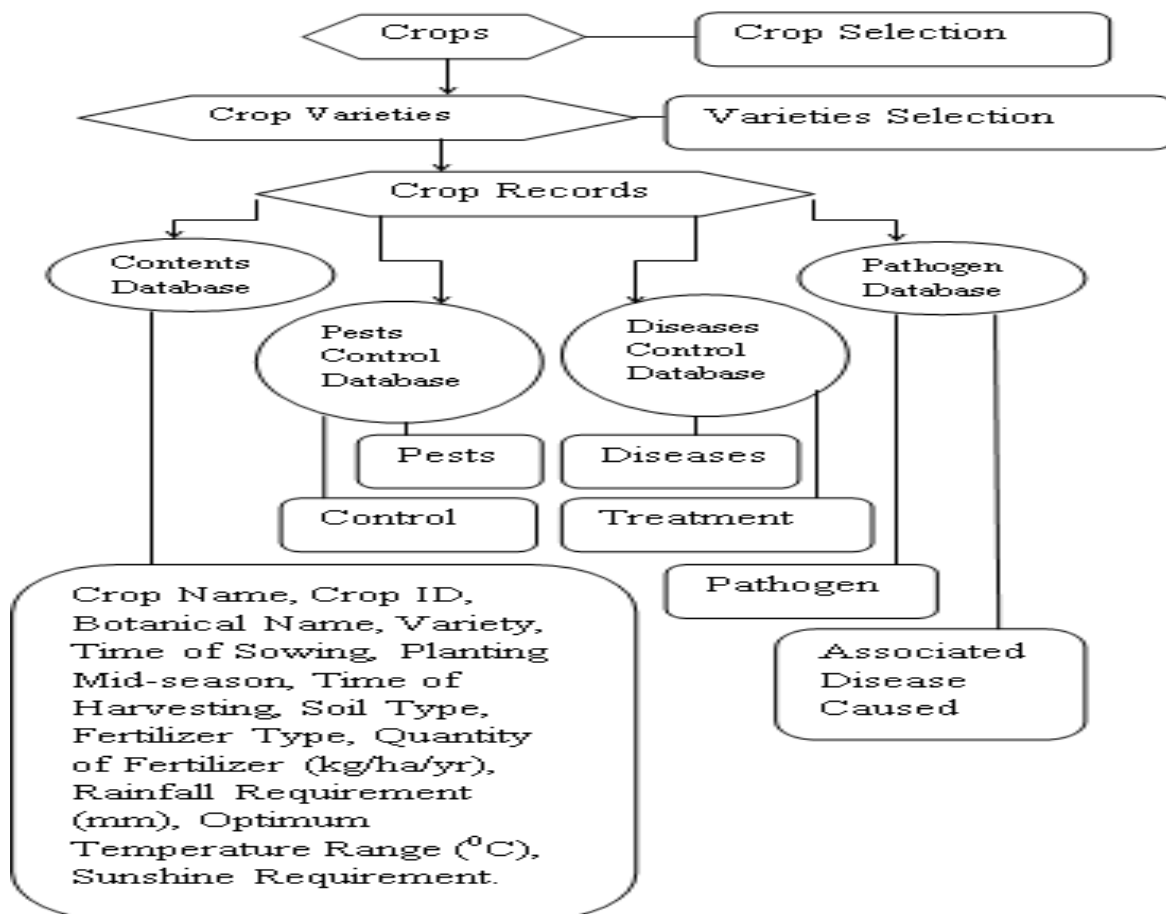 Crops
Crop Selection
Crop Varieties
Varieties Selection
Crop Records
Contents
Database
Pathogen
Database
Pests
Control
Database
Diseases
Control
Database
Pests
Diseases
Control
Treatment
Pathogen
Crop Name, Crop ID,
Botanical Name, Variety,
Time of Sowing, Planting
Mid-season, Time of
Harvesting, Soil Type,
Fertilizer Type, Quantity
of Fertilizer (kg/ha/yr),
Rainfall Requirement
(mm), Optimum
Temperature Range (⁰C),
Sunshine Requirement.
Associated
Disease
Caused